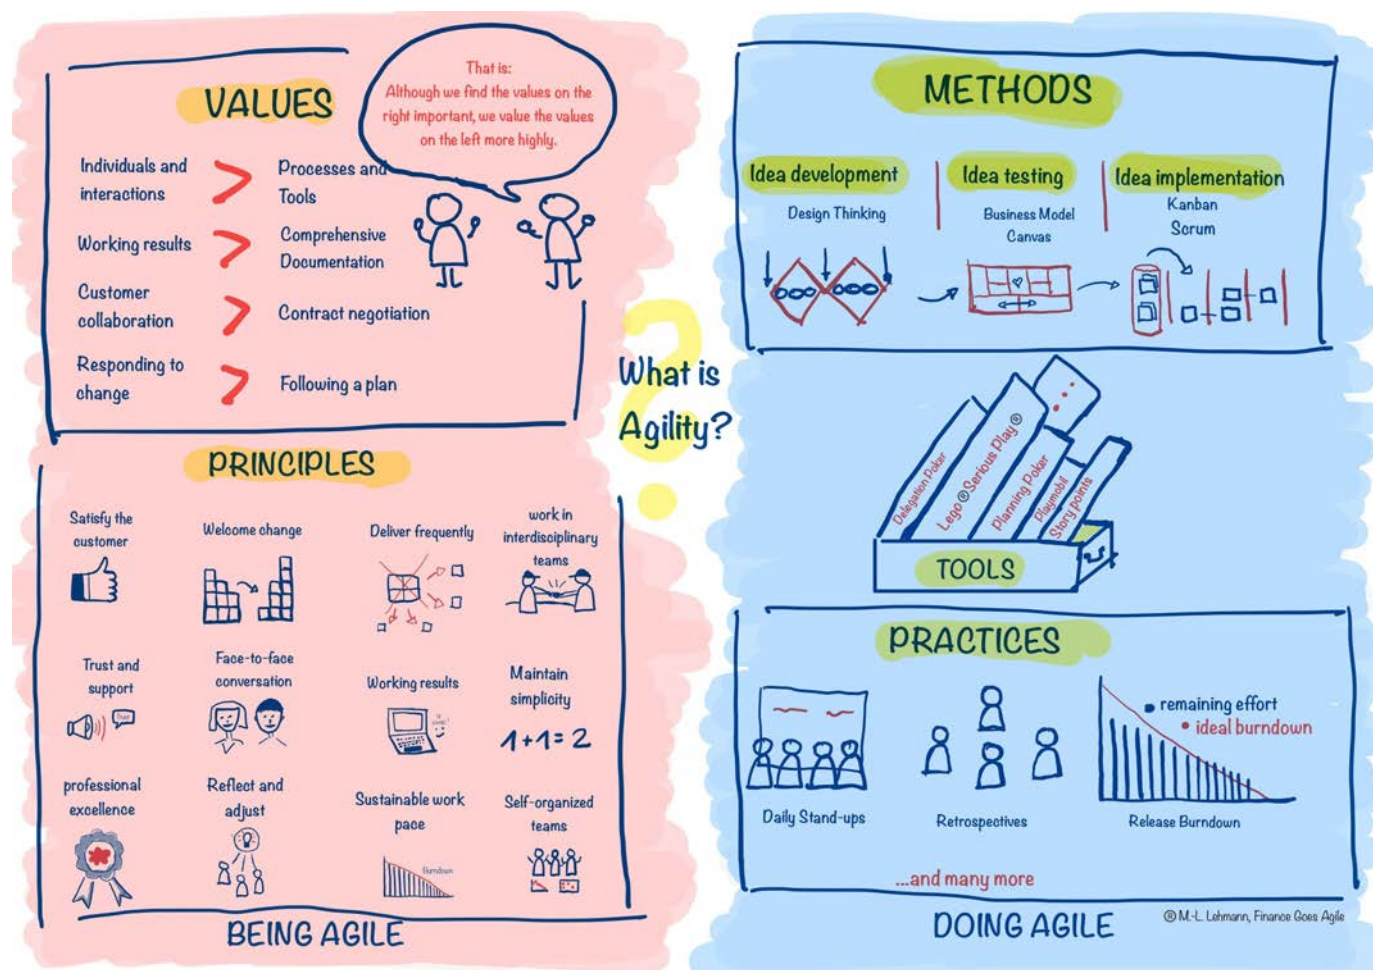 VALUES
That is:
Although we find the values on the
right important, we value the values
on the left more highly.
Individuals and
interactions
>
Processes and
Tools
Working results
>
Comprehensive
Documentation
Customer
collaboration
>
Contract negotiation
Responding to
change
>
Following a plan
PRINCIPLES
Satisfy the
customer
Welcome change
Deliver frequently
work in
interdisciplinary
teams
Trust and
support
Face-to-face
conversation
Working results
Maintain
simplicity
1+1=2
professional
excellence
Reflect and
adjust
Sustainable work
pace
Burndown
Self-organized
teams
BEING AGILE
What is
Agility?
METHODS
Idea development
Design Thinking
Idea testing
Business Model
Canvas
Idea implementation
Kanban
Scrum
Delegation Poker
Lego ® Serious Play ®
Planning Poker
Playmobil
Story points
...
TOOLS
PRACTICES
Daily Stand-ups
Retrospectives
remaining effort
ideal burndown
Release Burndown
...and many more
DOING AGILE
® M.-L. Lehmann, Finance Goes Agile